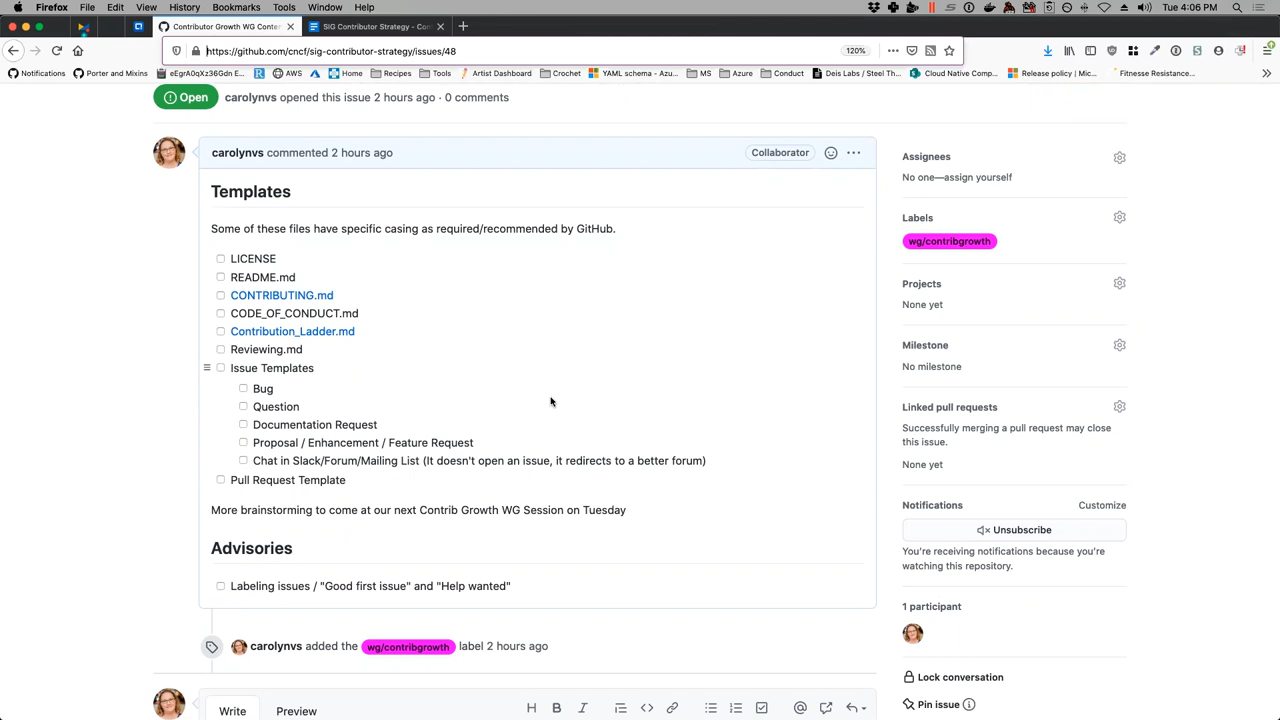 Firefox File Edit View History Bookmarks Tools Window Help
Tue 4:06 PM
Contributor Growth WG Conten
SIG Contributor Strategy - Con
https://github.com/cncf/sig-contributor-strategy/issues/48
120%
Notifications
Porter and Mixins
eEgrA0qXz36Gdn E...
AWS
Home
Recipes
Tools
Artist Dashboard
Crochet
YAML schema - Azu...
MS
Azure
Conduct
Deis Labs / Steel Th...
Cloud Native Comp...
Release policy | Mic...
Fitnesse Resistance...
Open
carolynvs opened this issue 2 hours ago · 0 comments
carolynvs commented 2 hours ago
Collaborator
Templates
Some of these files have specific casing as required/recommended by GitHub.
LICENSE
README.md
CONTRIBUTING.md
CODE_OF_CONDUCT.md
Contribution_Ladder.md
Reviewing.md
Issue Templates
Bug
Question
Documentation Request
Proposal / Enhancement / Feature Request
Chat in Slack/Forum/Mailing List (It doesn't open an issue, it redirects to a better forum)
Pull Request Template
More brainstorming to come at our next Contrib Growth WG Session on Tuesday
Advisories
Labeling issues / "Good first issue" and "Help wanted"
carolynvs added the wg/contribgrowth label 2 hours ago
Write
Preview
Assignees
No one—assign yourself
Labels
wg/contribgrowth
Projects
None yet
Milestone
No milestone
Linked pull requests
Successfully merging a pull request may close
this issue.
None yet
Notifications
Customize
Unsubscribe
You're receiving notifications because you're
watching this repository.
1 participant
Lock conversation
Pin issue